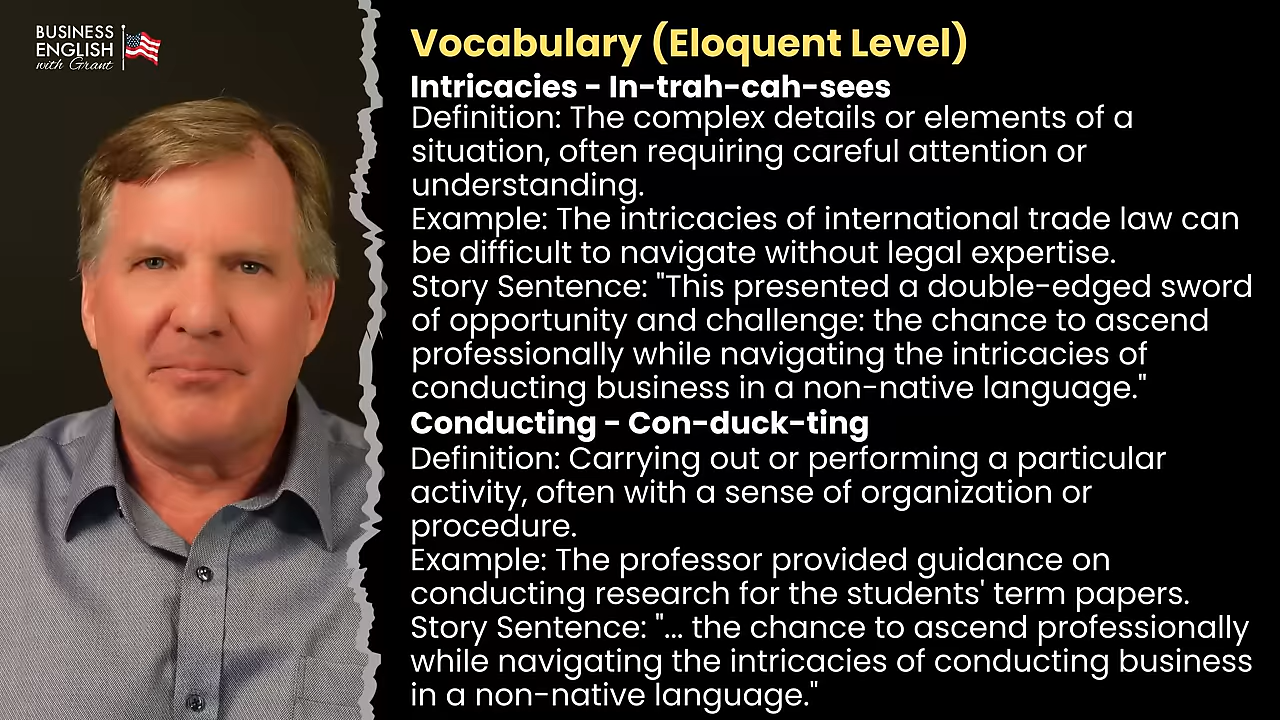 BUSINESS
ENGLISH
with Grant
Vocabulary (Eloquent Level)
Intricacies - In-trah-cah-sees
Definition: The complex details or elements of a
situation, often requiring careful attention or
understanding.
Example: The intricacies of international trade law can
be difficult to navigate without legal expertise.
Story Sentence: "This presented a double-edged sword
of opportunity and challenge: the chance to ascend
professionally while navigating the intricacies of
conducting business in a non-native language."
Conducting - Con-duck-ting
Definition: Carrying out or performing a particular
activity, often with a sense of organization or
procedure.
Example: The professor provided guidance on
conducting research for the students' term papers.
Story Sentence: "... the chance to ascend professionally
while navigating the intricacies of conducting business
in a non-native language."